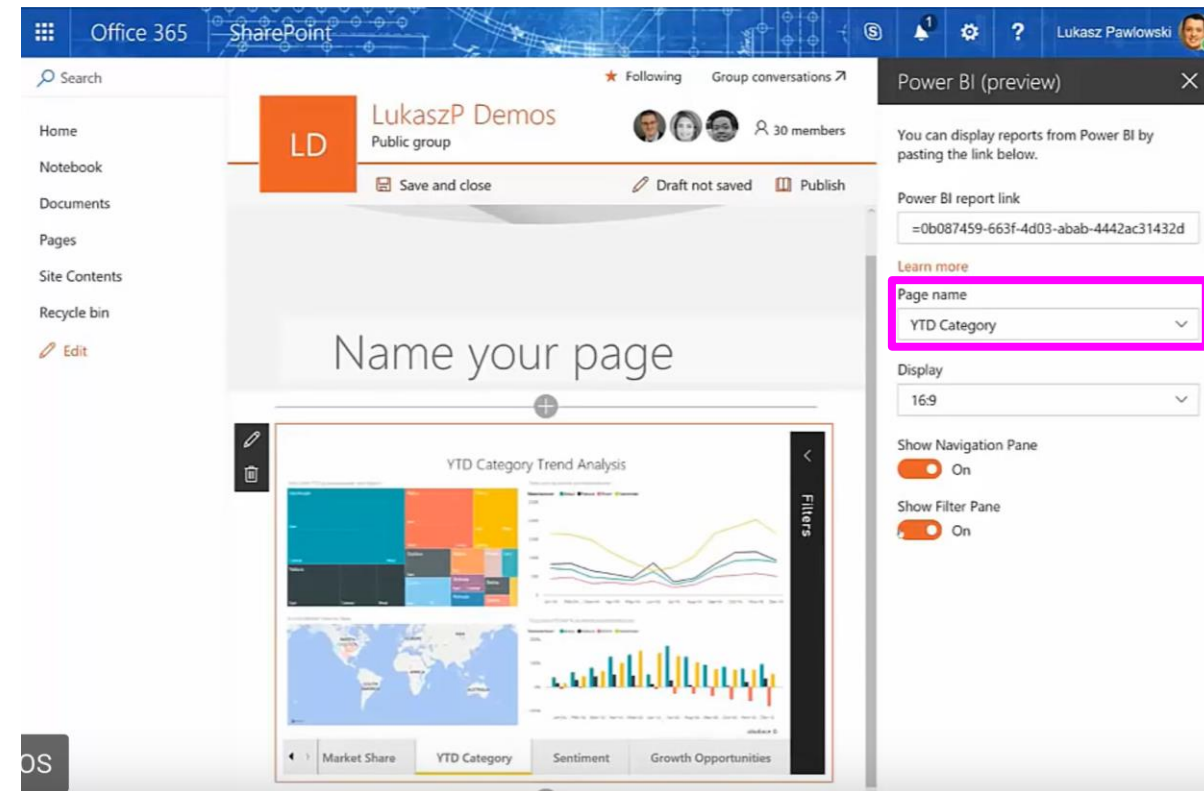 Office 365
SharePoint
1
?
Lukasz Pawlowski
Search
Home
Notebook
Documents
Pages
Site Contents
Recycle bin
Edit
Following
Group conversations
LD
LukaszP Demos
Public group
30 members
Save and close
Draft not saved
Publish
Name your page
YTD Category Trend Analysis
Filters
Market Share
YTD Category
Sentiment
Growth Opportunities
OS
Power BI (preview)
You can display reports from Power BI by
pasting the link below.
Power BI report link
=0b087459-663f-4d03-abab-4442ac31432d
Learn more
Page name
YTD Category
Display
16:9
Show Navigation Pane
On
Show Filter Pane
On